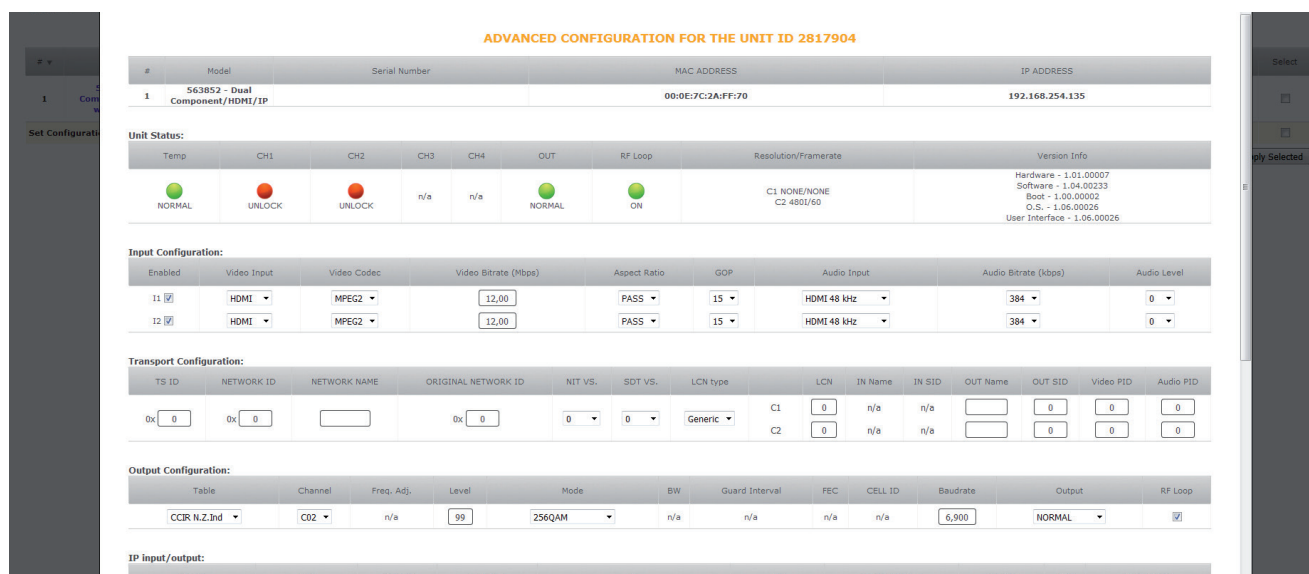 ADVANCED CONFIGURATION FOR THE UNIT ID 2817904
# Model Serial Number MAC ADDRESS IP ADDRESS
1 563852 - Dual Component/HDMI/IP 00:0E:7C:2A:FF:70 192.168.254.135
Unit Status:
Temp CH1 CH2 CH3 CH4 OUT RF Loop Resolution/Framerate Version Info
NORMAL UNLOCK UNLOCK n/a n/a NORMAL ON
C1 NONE/NONE
C2 480I/60
Hardware - 1.01.00007
Software - 1.04.00233
Boot - 1.00.00002
O.S. - 1.06.00026
User Interface - 1.06.00026
Input Configuration:
Enabled Video Input Video Codec Video Bitrate (Mbps) Aspect Ratio GOP Audio Input Audio Bitrate (kbps) Audio Level
I1 HDMI MPEG2 12,00 PASS 15 HDMI 48 kHz 384 0
I2 HDMI MPEG2 12,00 PASS 15 HDMI 48 kHz 384 0
Transport Configuration:
TS ID NETWORK ID NETWORK NAME ORIGINAL NETWORK ID NIT VS. SDT VS. LCN type LCN IN Name IN SID OUT Name OUT SID Video PID Audio PID
0x 0 0x 0 0x 0 0 0 Generic
C1 0 n/a n/a 0 0 0
C2 0 n/a n/a 0 0 0
Output Configuration:
Table Channel Freq. Adj. Level Mode BW Guard Interval FEC CELL ID Baudrate Output RF Loop
CCIR N.Z.Ind C02 n/a 99 256QAM n/a n/a n/a n/a 6,900 NORMAL
IP input/output:
#
1
Com
Set Configurati
Select
ply Selected